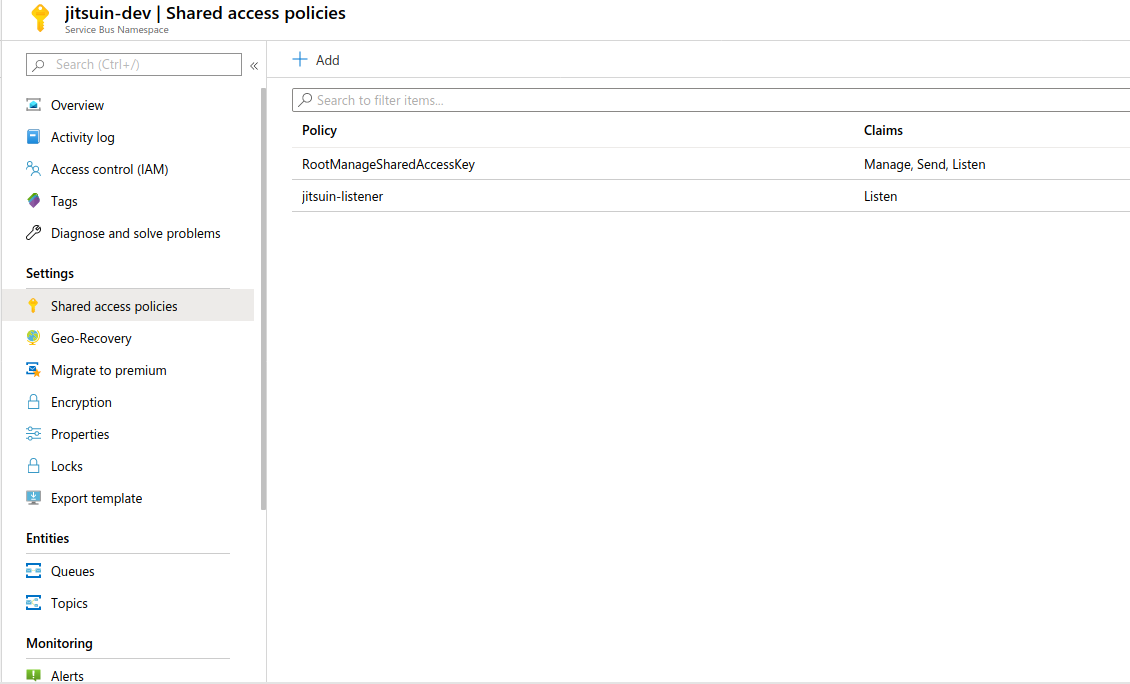 jitsuin-dev | Shared access policies
Service Bus Namespace
Search (Ctrl+/)
«
Add
Search to filter items...
Overview
Activity log
Access control (IAM)
Tags
Diagnose and solve problems
Settings
Shared access policies
Geo-Recovery
Migrate to premium
Encryption
Properties
Locks
Export template
Entities
Queues
Topics
Monitoring
Alerts
Policy Claims
RootManageSharedAccessKey Manage, Send, Listen
jitsuin-listener Listen